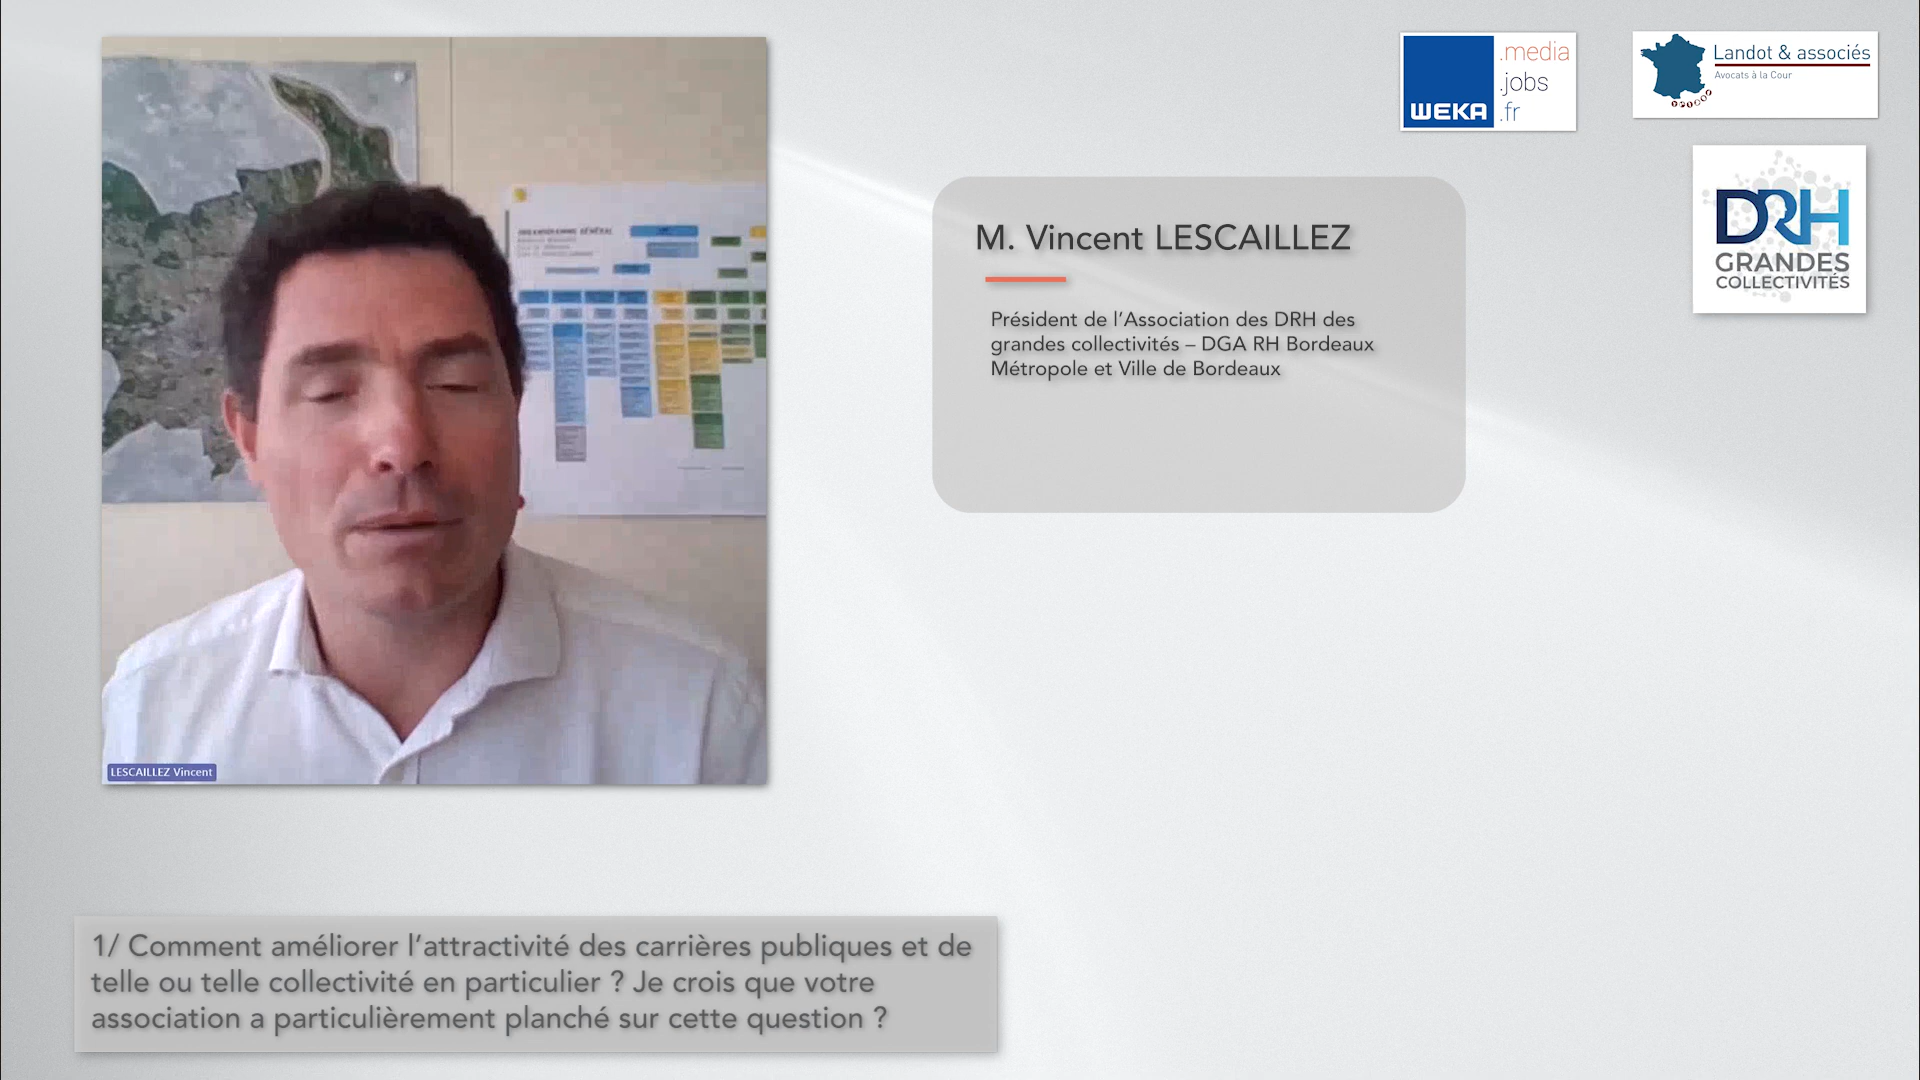 WEKA
.media
.jobs
.fr
Landot & associés
Avocats à la Cour
DRH
GRANDES
COLLECTIVITÉS
M. Vincent LESCAILLEZ
Président de l’Association des DRH des
grandes collectivités – DGA RH Bordeaux
Métropole et Ville de Bordeaux
ORGANIGRAMME GÉNÉRAL
LESCAILLEZ Vincent
1/ Comment améliorer l’attractivité des carrières publiques et de
telle ou telle collectivité en particulier ? Je crois que votre
association a particulièrement planché sur cette question ?